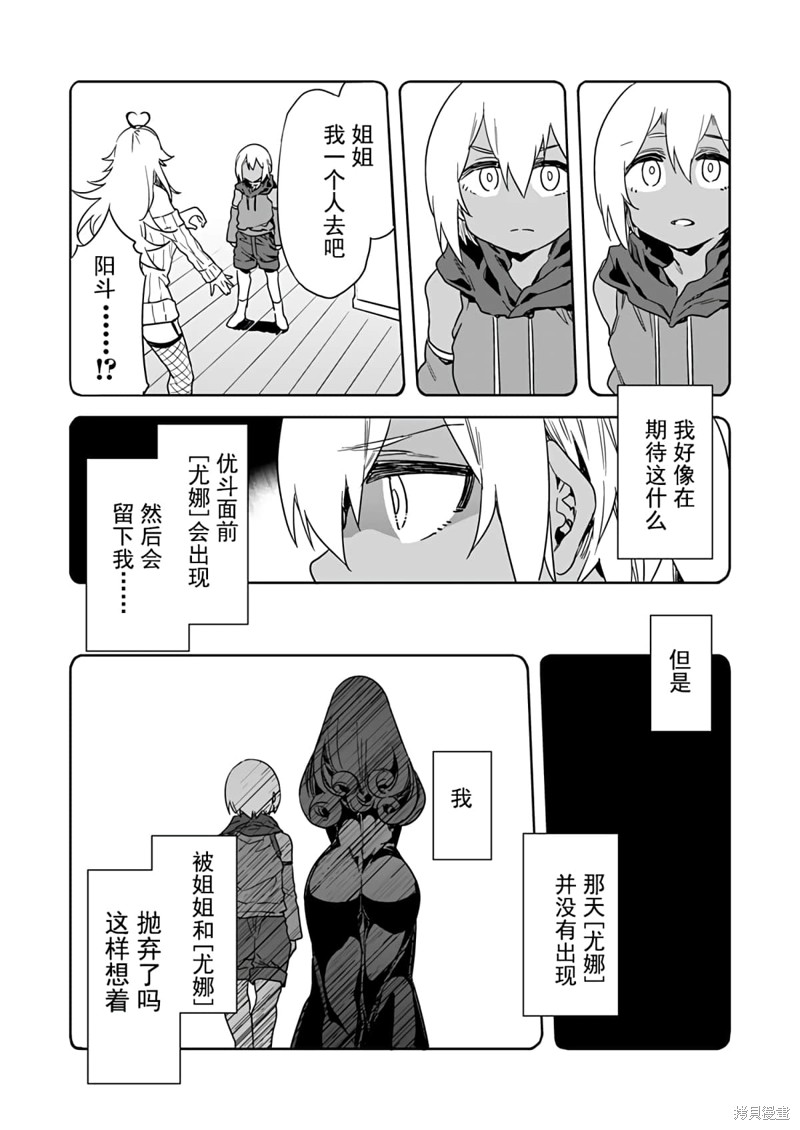 姐姐
我一个人去吧
阳斗……!?
我好像在
期待这什么
优斗面前
[尤娜]会出现
然后会
留下我……
但是
那天[尤娜]
并没有出现
我
被姐姐和[尤娜]
抛弃了吗
这样想着
拷贝漫畫